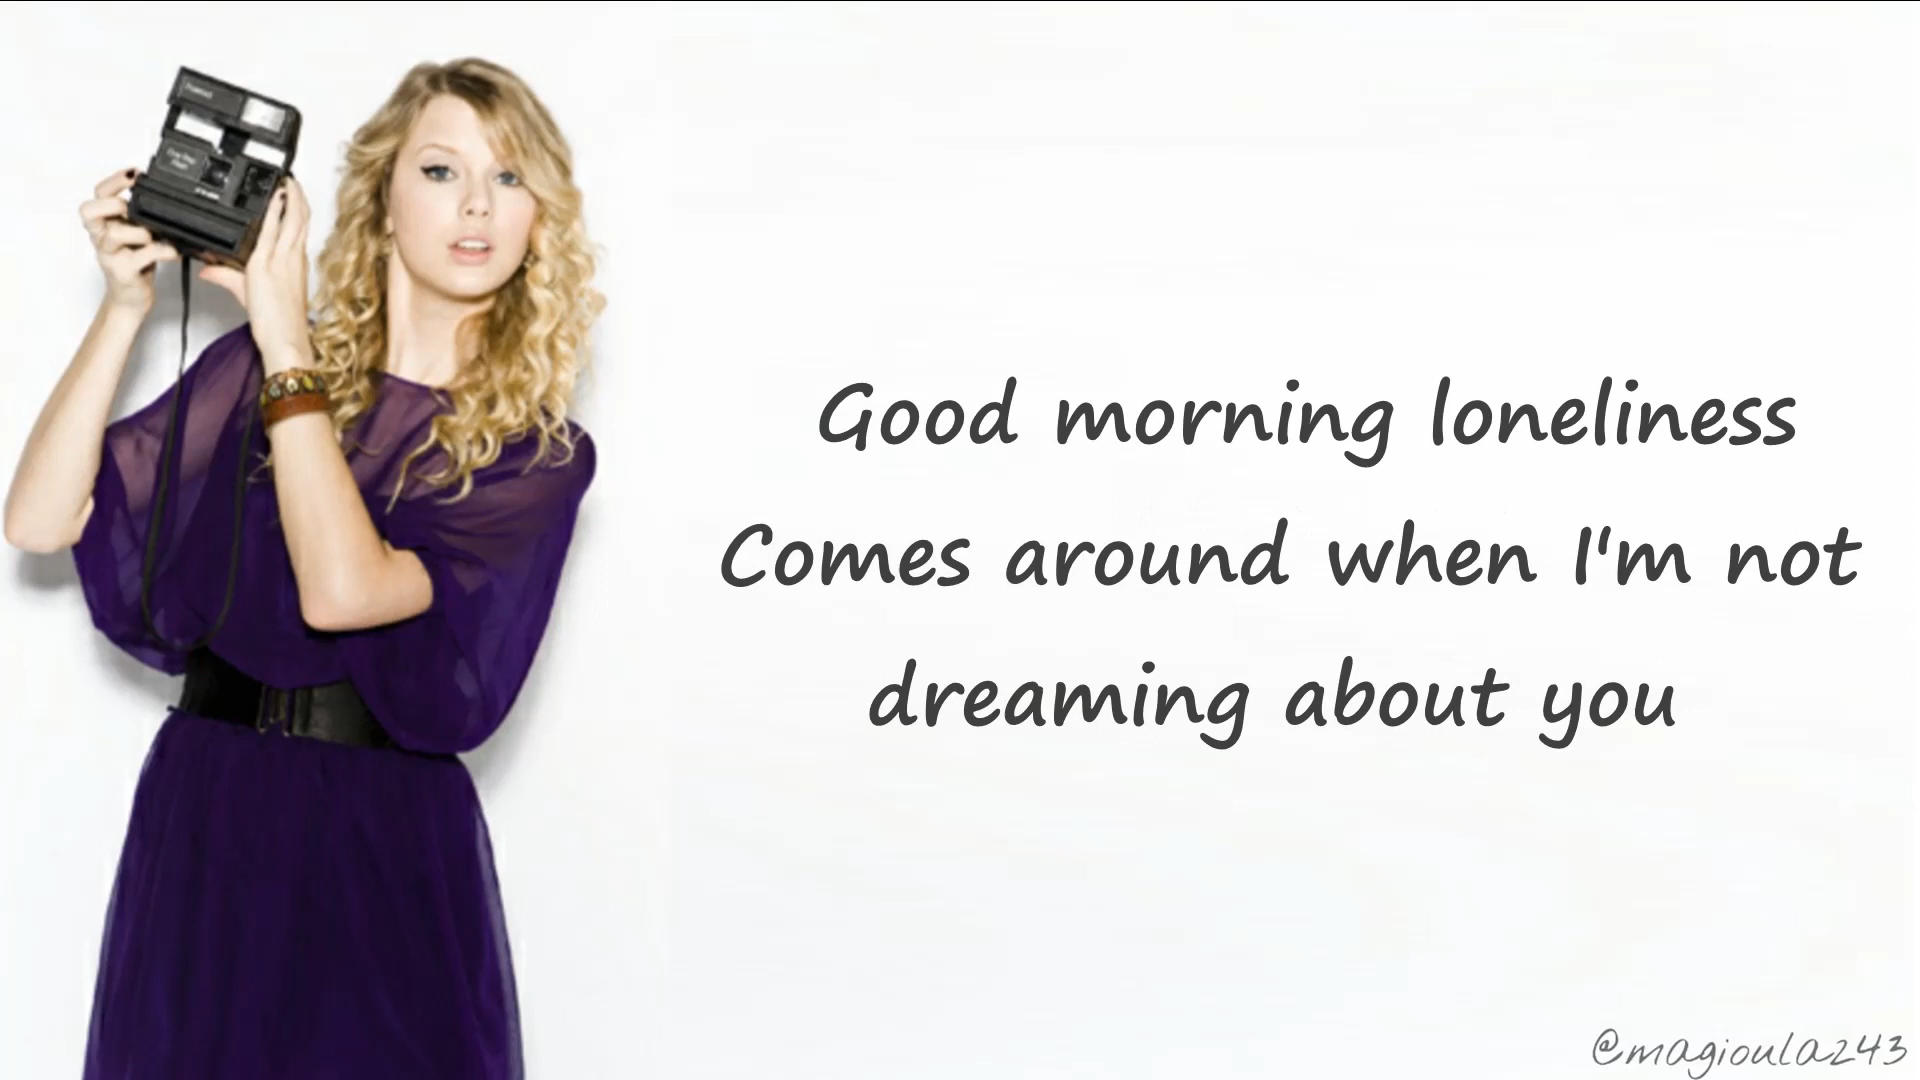 Good morning loneliness
Comes around when I'm not
dreaming about you
@magioula243